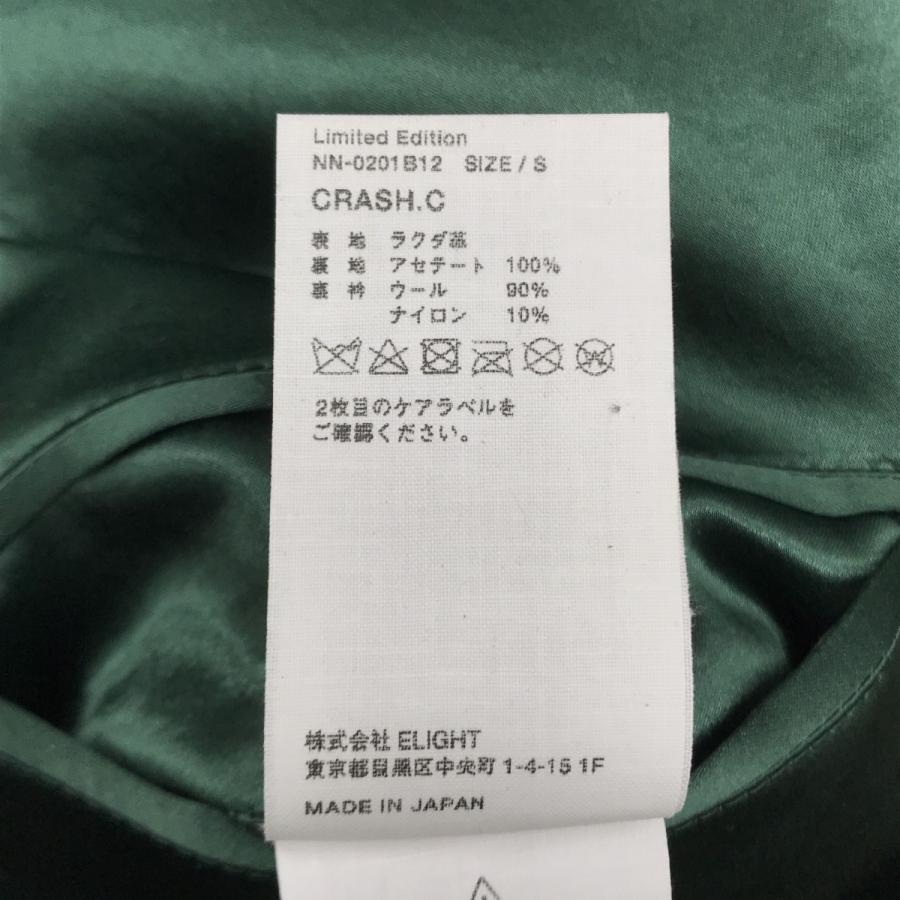 Limited Edition
NN-0201B12 SIZE / S
CRASH.C
表 地 ラクダ革
裏 地 アセテート 100%
裏 衿 ウール 90%
ナイロン 10%
2枚目のケアラベルを
ご確認ください。
株式会社 ELIGHT
東京都目黒区中央町 1-4-15 1F
MADE IN JAPAN